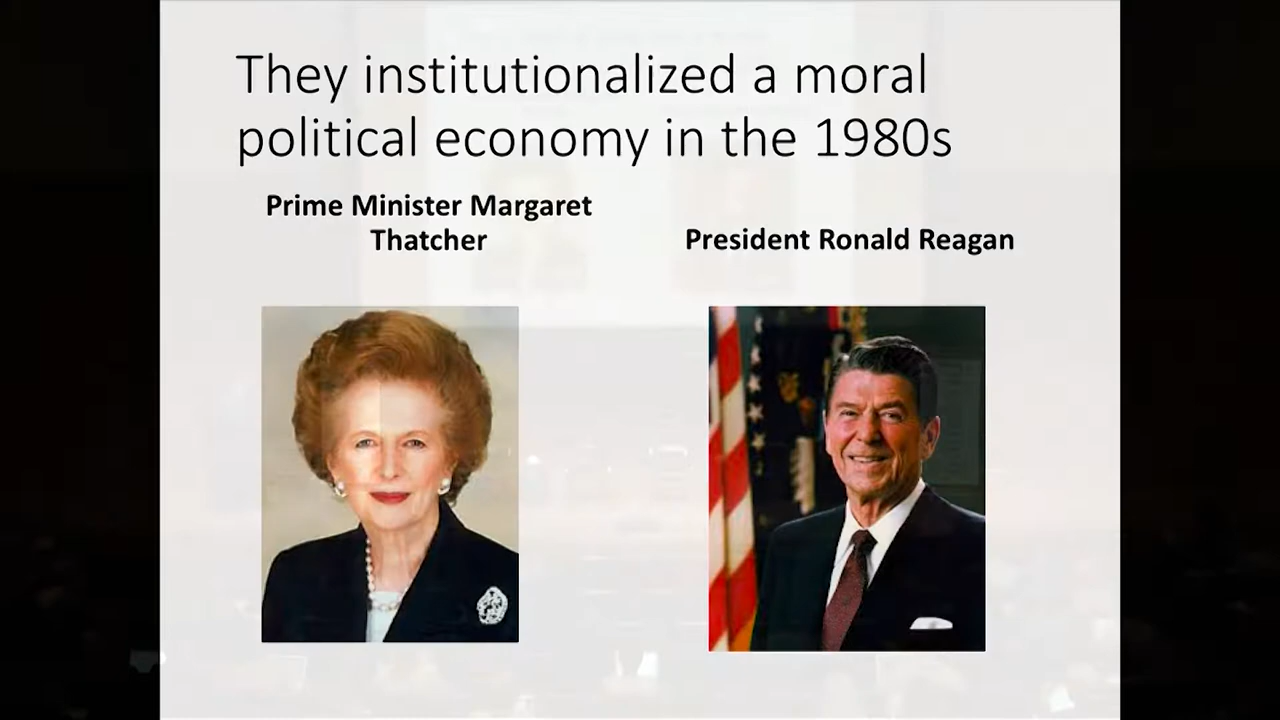 They institutionalized a moral
political economy in the 1980s
Prime Minister Margaret
Thatcher
President Ronald Reagan